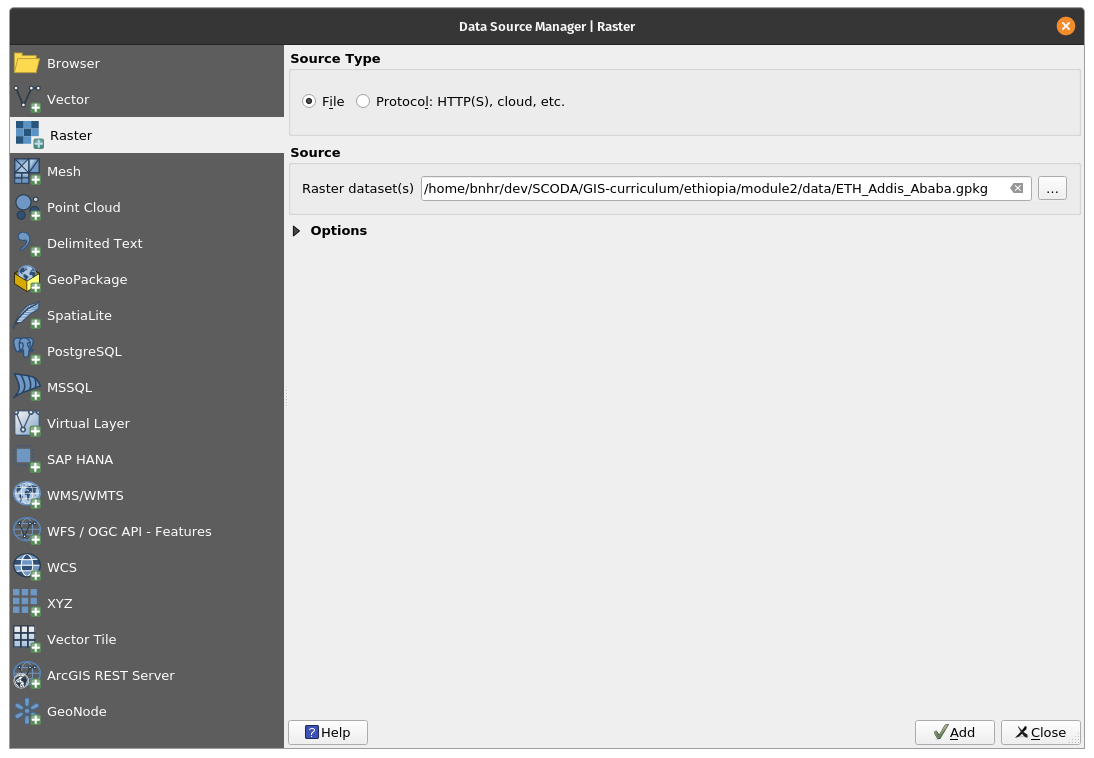 Data Source Manager | Raster
Browser
Vector
Raster
Mesh
Point Cloud
Delimited Text
GeoPackage
SpatiaLite
PostgreSQL
MSSQL
Virtual Layer
SAP HANA
WMS/WMTS
WFS / OGC API - Features
WCS
XYZ
Vector Tile
ArcGIS REST Server
GeoNode
Source Type
File Protocol: HTTP(S), cloud, etc.
Source
Raster dataset(s) /home/bnhr/dev/SCODA/GIS-curriculum/ethiopia/module2/data/ETH_Addis_Ababa.gpkg ...
Options
? Help Add Close